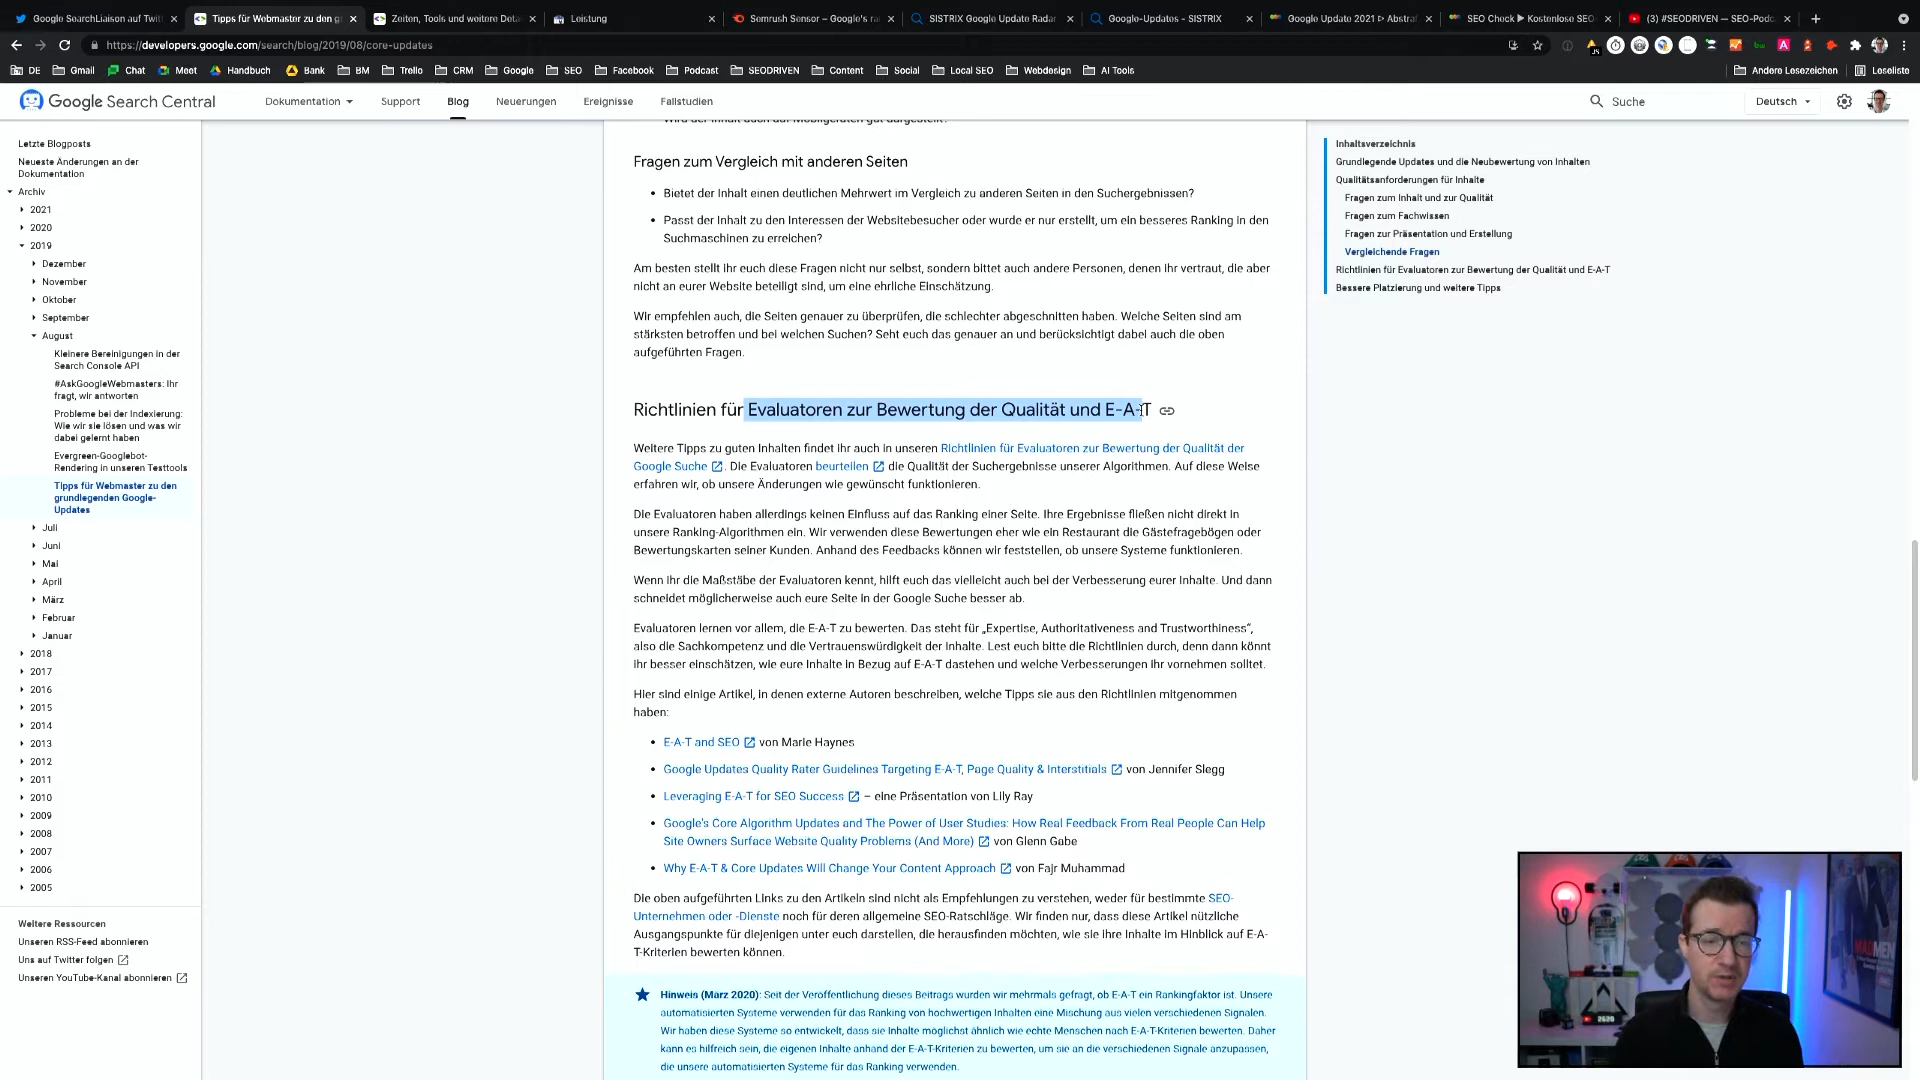 Google SearchLiaison auf Twitt
Tipps für Webmaster zu den gr
Zeiten, Tools und weitere Deta
Leistung
Semrush Sensor – Google's ra
SISTRIX Google Update Radar
Google-Updates - SISTRIX
Google Update 2021 ᐅ Abstraf
SEO Check ▶ Kostenlose SEO
(3) #SEODRIVEN — SEO-Podc
https://developers.google.com/search/blog/2019/08/core-updates
DE
Gmail
Chat
Meet
Handbuch
Bank
BM
Trello
CRM
Google
SEO
Facebook
Podcast
SEODRIVEN
Content
Social
Local SEO
Webdesign
AI Tools
Andere Lesezeichen
Leseliste
Google Search Central
Dokumentation
Support
Blog
Neuerungen
Ereignisse
Fallstudien
Suche
Deutsch
Letzte Blogposts
Neueste Änderungen an der
Dokumentation
Archiv
2021
2020
2019
Dezember
November
Oktober
September
August
Kleinere Bereinigungen in der
Search Console API
#AskGoogleWebmasters: Ihr
fragt, wir antworten
Probleme bei der Indexierung:
Wie wir sie lösen und was wir
dabei gelernt haben
Evergreen-Googlebot-
Rendering in unseren Testtools
Tipps für Webmaster zu den
grundlegenden Google-
Updates
Juli
Juni
Mai
April
März
Februar
Januar
2018
2017
2016
2015
2014
2013
2012
2011
2010
2009
2008
2007
2006
2005
Weitere Ressourcen
Unseren RSS-Feed abonnieren
Uns auf Twitter folgen
Unseren YouTube-Kanal abonnieren
Wird der Inhalt auch auf Mobilgeräten gut dargestellt?
Fragen zum Vergleich mit anderen Seiten
• Bietet der Inhalt einen deutlichen Mehrwert im Vergleich zu anderen Seiten in den Suchergebnissen?
• Passt der Inhalt zu den Interessen der Websitebesucher oder wurde er nur erstellt, um ein besseres Ranking in den
Suchmaschinen zu erreichen?
Am besten stellt ihr euch diese Fragen nicht nur selbst, sondern bittet auch andere Personen, denen ihr vertraut, die aber
nicht an eurer Website beteiligt sind, um eine ehrliche Einschätzung.
Wir empfehlen auch, die Seiten genauer zu überprüfen, die schlechter abgeschnitten haben. Welche Seiten sind am
stärksten betroffen und bei welchen Suchen? Seht euch das genauer an und berücksichtigt dabei auch die oben
aufgeführten Fragen.
Richtlinien für Evaluatoren zur Bewertung der Qualität und E-A-T
Weitere Tipps zu guten Inhalten findet ihr auch in unseren Richtlinien für Evaluatoren zur Bewertung der Qualität der
Google Suche. Die Evaluatoren beurteilen die Qualität der Suchergebnisse unserer Algorithmen. Auf diese Weise
erfahren wir, ob unsere Änderungen wie gewünscht funktionieren.
Die Evaluatoren haben allerdings keinen Einfluss auf das Ranking einer Seite. Ihre Ergebnisse fließen nicht direkt in
unsere Ranking-Algorithmen ein. Wir verwenden diese Bewertungen eher wie ein Restaurant die Gästefragebögen oder
Bewertungskarten seiner Kunden. Anhand des Feedbacks können wir feststellen, ob unsere Systeme funktionieren.
Wenn ihr die Maßstäbe der Evaluatoren kennt, hilft euch das vielleicht auch bei der Verbesserung eurer Inhalte. Und dann
schneidet möglicherweise auch eure Seite in der Google Suche besser ab.
Evaluatoren lernen vor allem, die E-A-T zu bewerten. Das steht für „Expertise, Authoritativeness and Trustworthiness“,
also die Sachkompetenz und die Vertrauenswürdigkeit der Inhalte. Lest euch bitte die Richtlinien durch, denn dann könnt
ihr besser einschätzen, wie eure Inhalte in Bezug auf E-A-T dastehen und welche Verbesserungen ihr vornehmen solltet.
Hier sind einige Artikel, in denen externe Autoren beschreiben, welche Tipps sie aus den Richtlinien mitgenommen
haben:
• E-A-T and SEO von Marie Haynes
• Google Updates Quality Rater Guidelines Targeting E-A-T, Page Quality & Interstitials von Jennifer Slegg
• Leveraging E-A-T for SEO Success – eine Präsentation von Lily Ray
• Google's Core Algorithm Updates and The Power of User Studies: How Real Feedback From Real People Can Help
Site Owners Surface Website Quality Problems (And More) von Glenn Gabe
• Why E-A-T & Core Updates Will Change Your Content Approach von Fajr Muhammad
Die oben aufgeführten Links zu den Artikeln sind nicht als Empfehlungen zu verstehen, weder für bestimmte SEO-
Unternehmen oder -Dienste noch für deren allgemeine SEO-Ratschläge. Wir finden nur, dass diese Artikel nützliche
Ausgangspunkte für diejenigen unter euch darstellen, die herausfinden möchten, wie sie ihre Inhalte im Hinblick auf E-A-
T-Kriterien bewerten können.
Hinweis (März 2020): Seit der Veröffentlichung dieses Beitrags wurden wir mehrmals gefragt, ob E-A-T ein Rankingfaktor ist. Unsere
automatisierten Systeme verwenden für das Ranking von hochwertigen Inhalten eine Mischung aus vielen verschiedenen Signalen.
Wir haben diese Systeme so entwickelt, dass sie Inhalte möglichst ähnlich wie echte Menschen nach E-A-T-Kriterien bewerten. Daher
kann es hilfreich sein, die eigenen Inhalte anhand der E-A-T-Kriterien zu bewerten, um sie an die verschiedenen Signale anzupassen,
die unsere automatisierten Systeme für das Ranking verwenden.
Inhaltsverzeichnis
Grundlegende Updates und die Neubewertung von Inhalten
Qualitätsanforderungen für Inhalte
Fragen zum Inhalt und zur Qualität
Fragen zum Fachwissen
Fragen zur Präsentation und Erstellung
Vergleichende Fragen
Richtlinien für Evaluatoren zur Bewertung der Qualität und E-A-T
Bessere Platzierung und weitere Tipps
2620
MADMEN